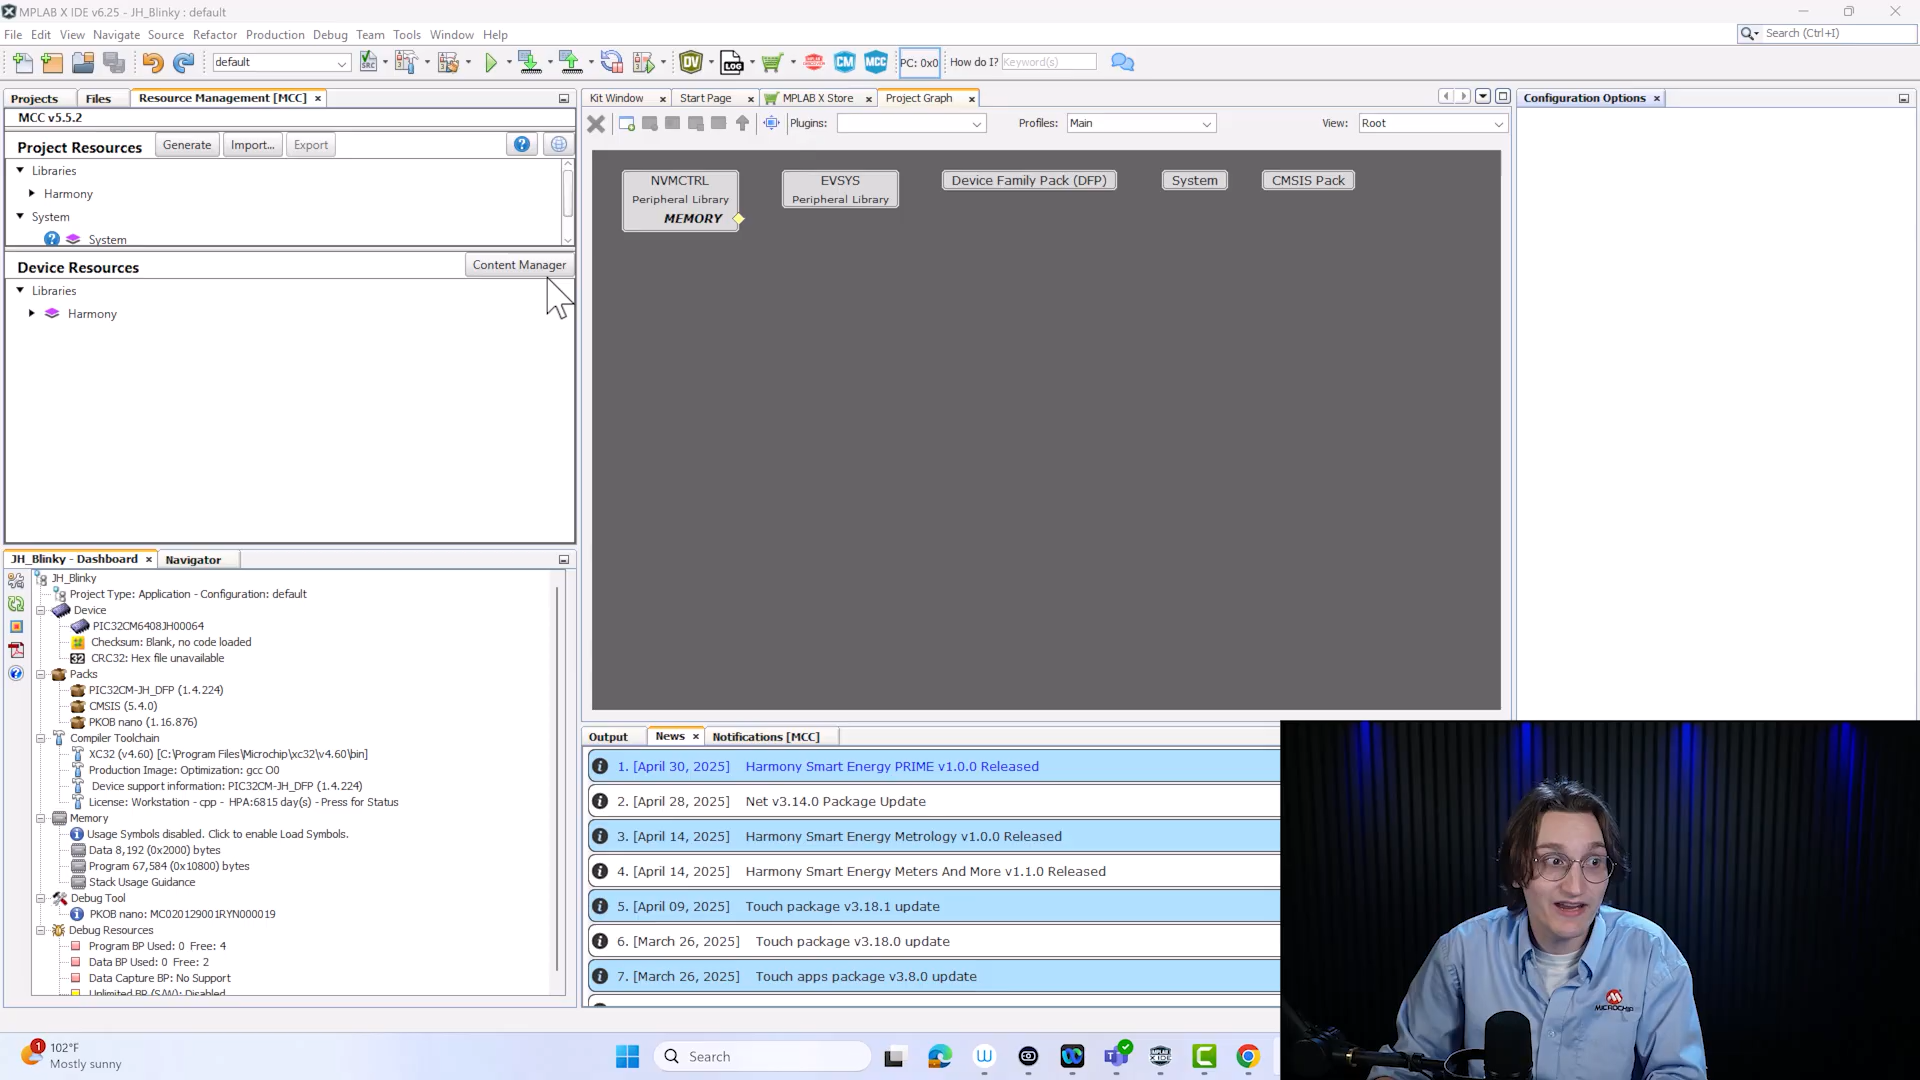 MPLAB X IDE v6.25 - JH_Blinky : default
File Edit View Navigate Source Refactor Production Debug Team Tools Window Help
Search (Ctrl+I)
default
SRC
DV
LOG
CM
MCC
PC: 0x0
How do I? Keyword(s)
Projects Files Resource Management [MCC] ×
Kit Window × Start Page × MPLAB X Store × Project Graph ×
Configuration Options ×
MCC v5.5.2
Plugins: Profiles: Main View: Root
Project Resources Generate Import... Export
Libraries
Harmony
System
System
Device Resources Content Manager
Libraries
Harmony
NVMCTRL
Peripheral Library
MEMORY
EVSYS
Peripheral Library
Device Family Pack (DFP)
System
CMSIS Pack
JH_Blinky - Dashboard × Navigator
JH_Blinky
Project Type: Application - Configuration: default
Device
PIC32CM6408JH00064
Checksum: Blank, no code loaded
CRC32: Hex file unavailable
Packs
PIC32CM-JH_DFP (1.4.224)
CMSIS (5.4.0)
PKOB nano (1.16.876)
Compiler Toolchain
XC32 (v4.60) [C:\Program Files\Microchip\xc32\v4.60\bin]
Production Image: Optimization: gcc O0
Device support information: PIC32CM-JH_DFP (1.4.224)
License: Workstation - cpp - HPA:6815 day(s) - Press for Status
Memory
Usage Symbols disabled. Click to enable Load Symbols.
Data 8,192 (0x2000) bytes
Program 67,584 (0x10800) bytes
Stack Usage Guidance
Debug Tool
PKOB nano: MC020129001RYN000019
Debug Resources
Program BP Used: 0 Free: 4
Data BP Used: 0 Free: 2
Data Capture BP: No Support
Unlimited BP (S/W): Disabled
Output News × Notifications [MCC]
1. [April 30, 2025] Harmony Smart Energy PRIME v1.0.0 Released
2. [April 28, 2025] Net v3.14.0 Package Update
3. [April 14, 2025] Harmony Smart Energy Metrology v1.0.0 Released
4. [April 14, 2025] Harmony Smart Energy Meters And More v1.1.0 Released
5. [April 09, 2025] Touch package v3.18.1 update
6. [March 26, 2025] Touch package v3.18.0 update
7. [March 26, 2025] Touch apps package v3.8.0 update
MICROCHIP
1
102°F
Mostly sunny
Search